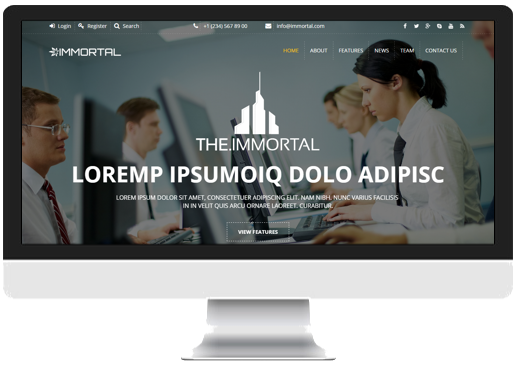 Login Register Search +1 (234) 567 89 00 info@immortal.com
IMMORTAL HOME ABOUT FEATURES NEWS TEAM CONTACT US
THE.IMMORTAL
LOREMP IPSUMOIQ DOLO ADIPISC
LOREM IPSUM DOLOR SIT AMET, CONSECTETUER ADIPISCING ELIT. NAM NIBH. NUNC VARIUS FACILISIS
IN IN VELIT QUIS ARCU ORNARE LAOREET. CURABITUR.
VIEW FEATURES